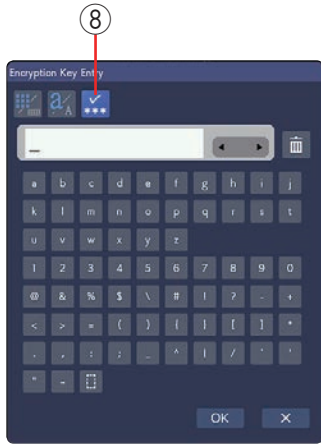 8
Encryption Key Entry
a A ***
_
a b c d e f g h i j
k l m n o p q r s t
u v w x y z
1 2 3 4 5 6 7 8 9 0
@ & % $ \ # ! ? - +
< > = ( ) { } [ ] *
. , : ; _ ^ | / ' `
" ~
OK X